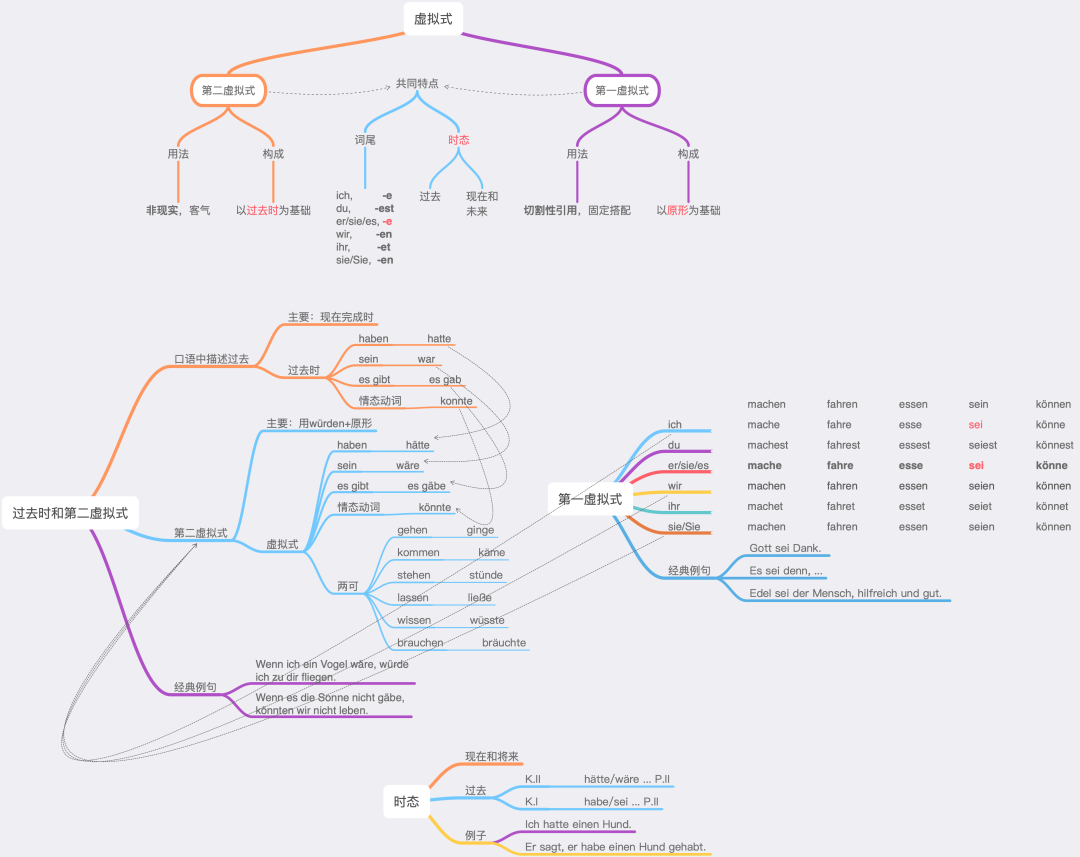 虚拟式
第二虚拟式
共同特点
第一虚拟式
用法
构成
词尾
时态
用法
构成
非现实，客气
以过去时为基础
ich, -e
du, -est
er/sie/es, -e
wir, -en
ihr, -et
sie/Sie, -en
过去
现在和
未来
切割性引用，固定搭配
以原形为基础
过去时和第二虚拟式
口语中描述过去
主要：现在完成时
过去时
haben hatte
sein war
es gibt es gab
情态动词 konnte
第二虚拟式
主要：用würden+原形
虚拟式
haben hätte
sein wäre
es gibt es gäbe
情态动词 könnte
两可
gehen ginge
kommen käme
stehen stünde
lassen ließe
wissen wüsste
brauchen bräuchte
经典例句
Wenn ich ein Vogel wäre, würde
ich zu dir fliegen.
Wenn es die Sonne nicht gäbe,
könnten wir nicht leben.
第一虚拟式
machen fahren essen sein können
ich mache fahre esse sei könne
du machest fahrest essest seiest könnest
er/sie/es mache fahre esse sei könne
wir machen fahren essen seien können
ihr machet fahret esset seiet könnet
sie/Sie machen fahren essen seien können
经典例句
Gott sei Dank.
Es sei denn, ...
Edel sei der Mensch, hilfreich und gut.
时态
现在和将来
过去
K.II hätte/wäre ... P.II
K.I habe/sei ... P.II
例子
Ich hatte einen Hund.
Er sagt, er habe einen Hund gehabt.